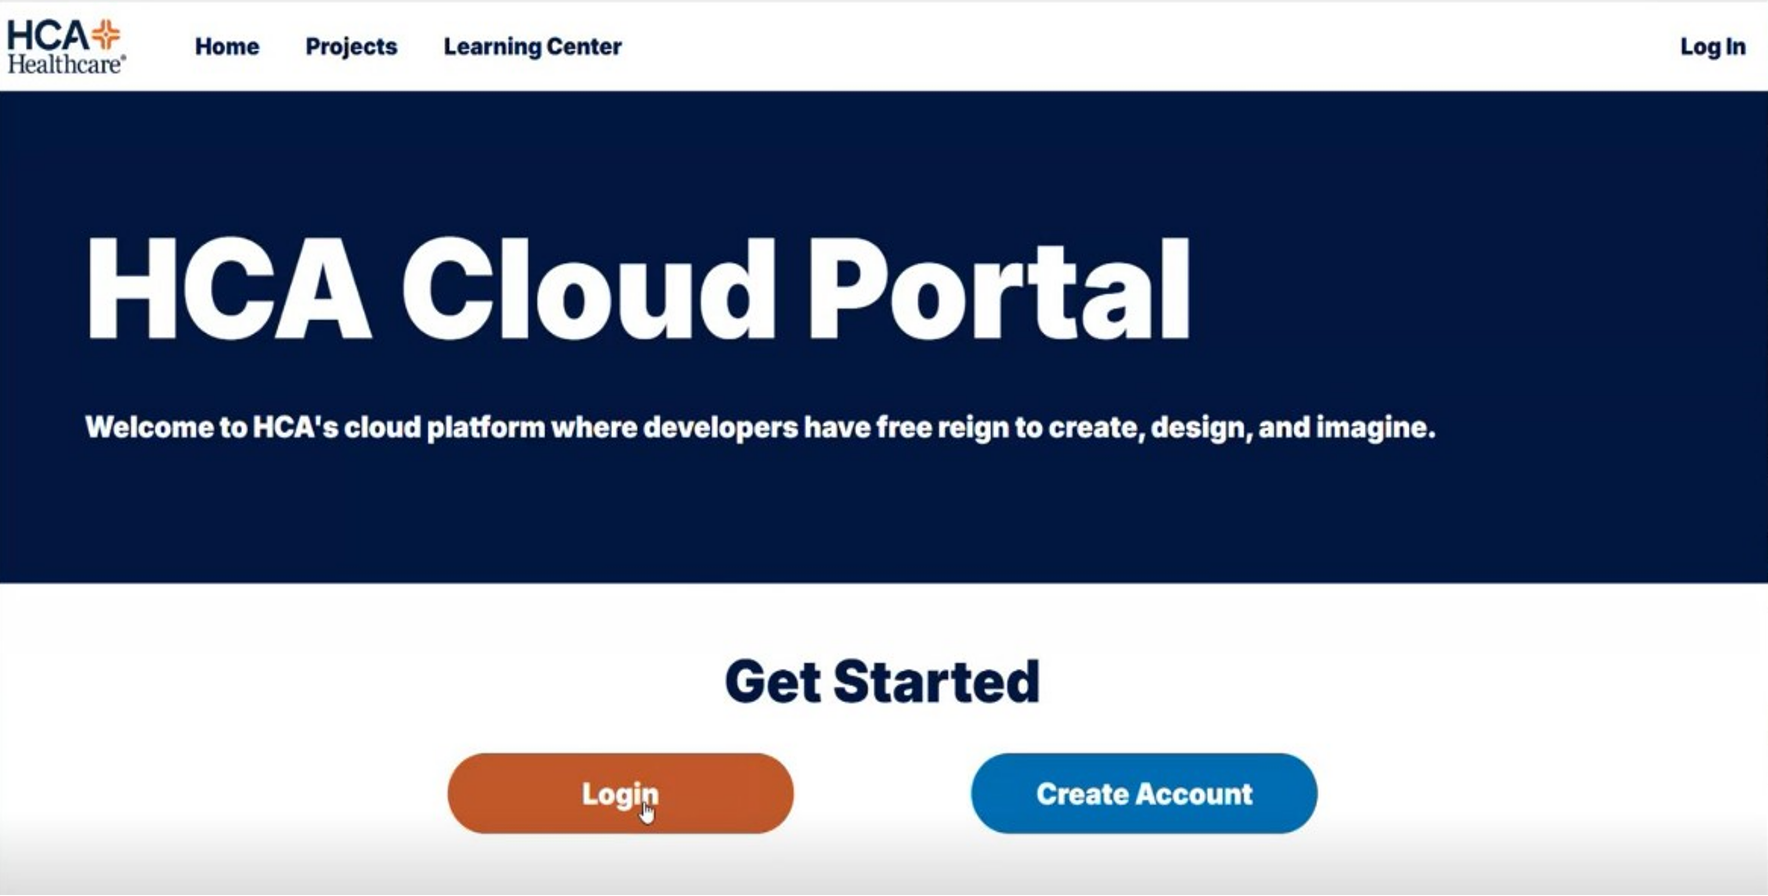 HCA
Healthcare®
Home Projects Learning Center Log In
HCA Cloud Portal
Welcome to HCA's cloud platform where developers have free reign to create, design, and imagine.
Get Started
Login Create Account